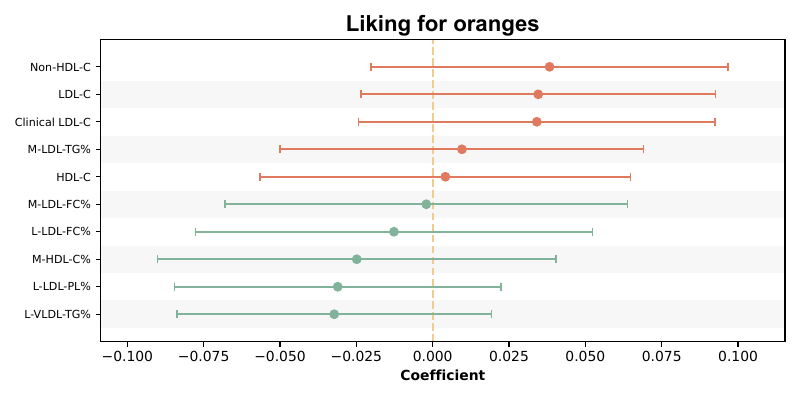 Liking for oranges
Non-HDL-C
LDL-C
Clinical LDL-C
M-LDL-TG%
HDL-C
M-LDL-FC%
L-LDL-FC%
M-HDL-C%
L-LDL-PL%
L-VLDL-TG%
−0.100 −0.075 −0.050 −0.025 0.000 0.025 0.050 0.075 0.100
Coefficient